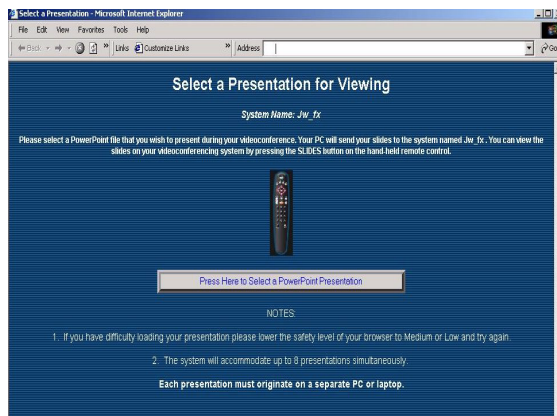 Select a Presentation - Microsoft Internet Explorer
File Edit View Favorites Tools Help
Back Links Customize Links Address Go
Select a Presentation for Viewing
System Name: Jw_fx
Please select a PowerPoint file that you wish to present during your videoconference. Your PC will send your slides to the system named Jw_fx . You can view the
slides on your videoconferencing system by pressing the SLIDES button on the hand-held remote control.
Press Here to Select a PowerPoint Presentation
NOTES:
1. If you have difficulty loading your presentation please lower the safety level of your browser to Medium or Low and try again.
2. The system will accommodate up to 8 presentations simultaneously.
Each presentation must originate on a separate PC or laptop.